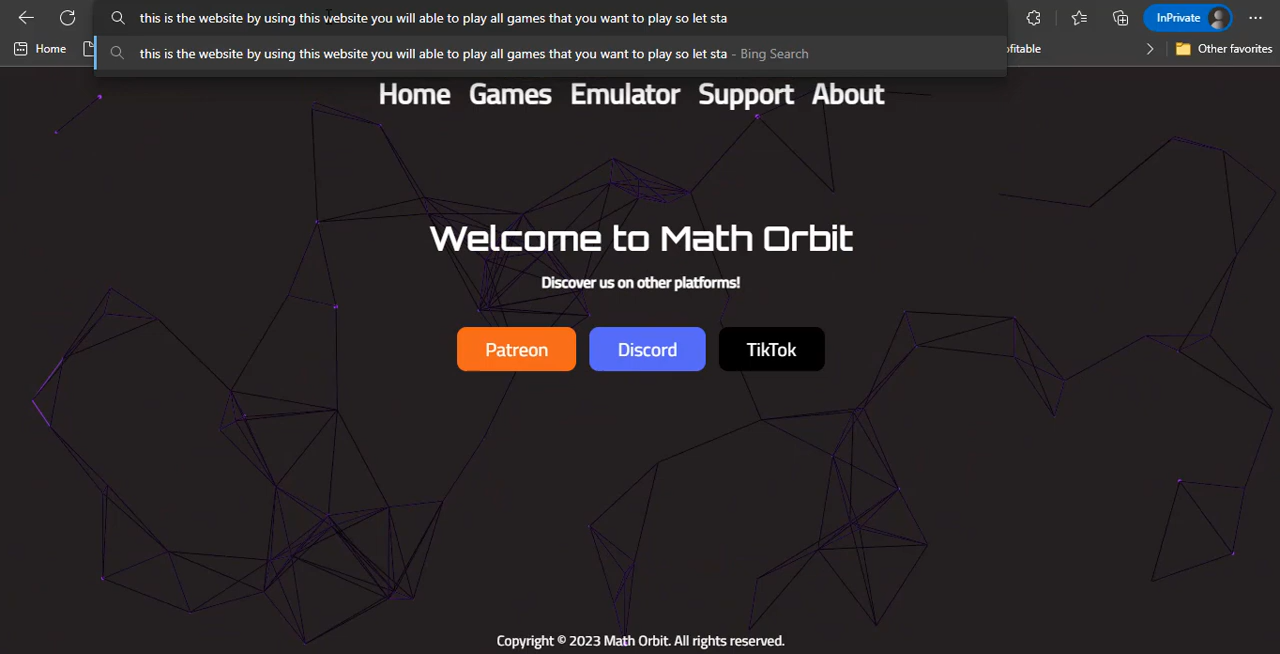 this is the website by using this website you will able to play all games that you want to play so let sta
InPrivate
this is the website by using this website you will able to play all games that you want to play so let sta - Bing Search
Home
ofitable
Other favorites
Home Games Emulator Support About
Welcome to Math Orbit
Discover us on other platforms!
Patreon Discord TikTok
Copyright © 2023 Math Orbit. All rights reserved.